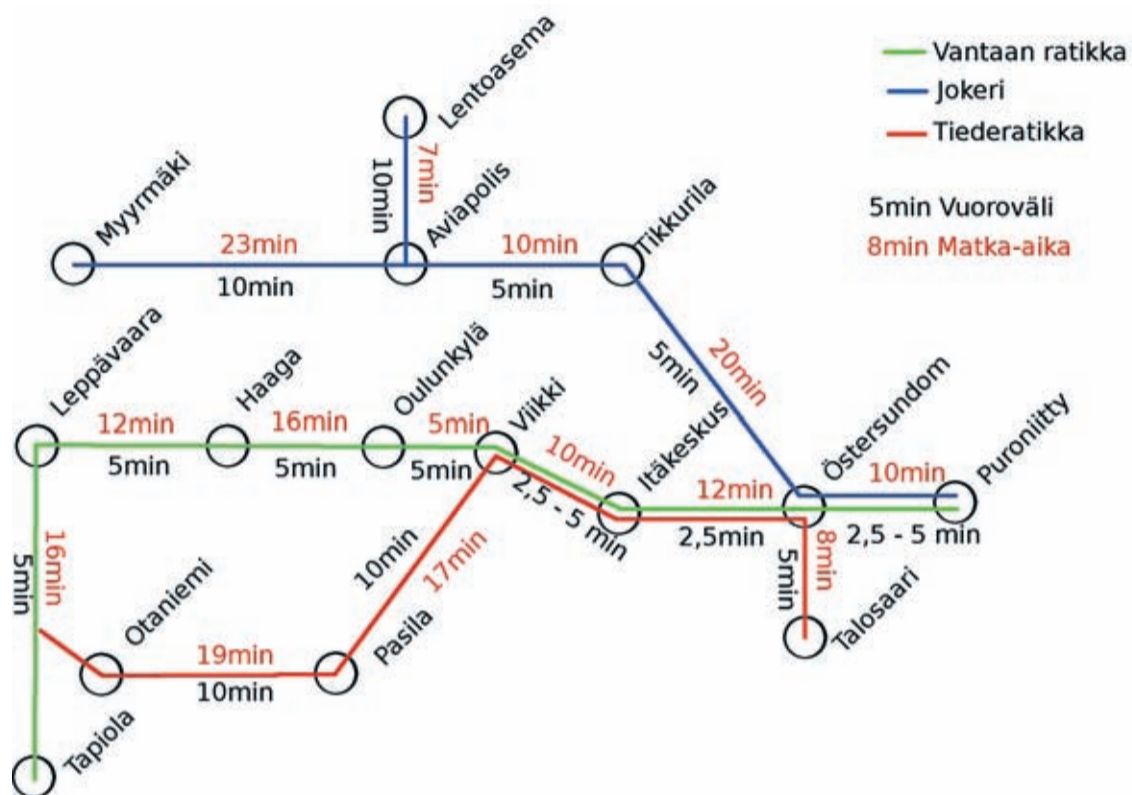 Vantaan ratikka
Jokeri
Tiederatikka
5min Vuoroväli
8min Matka-aika
Lentoasema
7min
10min
Myyrmäki
Aviapolis
Tikkurila
23min
10min
10min
5min
20min
5min
Leppävaara
Haaga
Oulunkylä
Viikki
Itäkeskus
Östersundom
Puroniitty
12min
5min
16min
5min
5min
5min
10min
2,5 - 5 min
12min
2,5min
10min
2,5 - 5 min
16min
5min
Otaniemi
19min
10min
Pasila
10min
17min
8min
5min
Talosaari
Tapiola